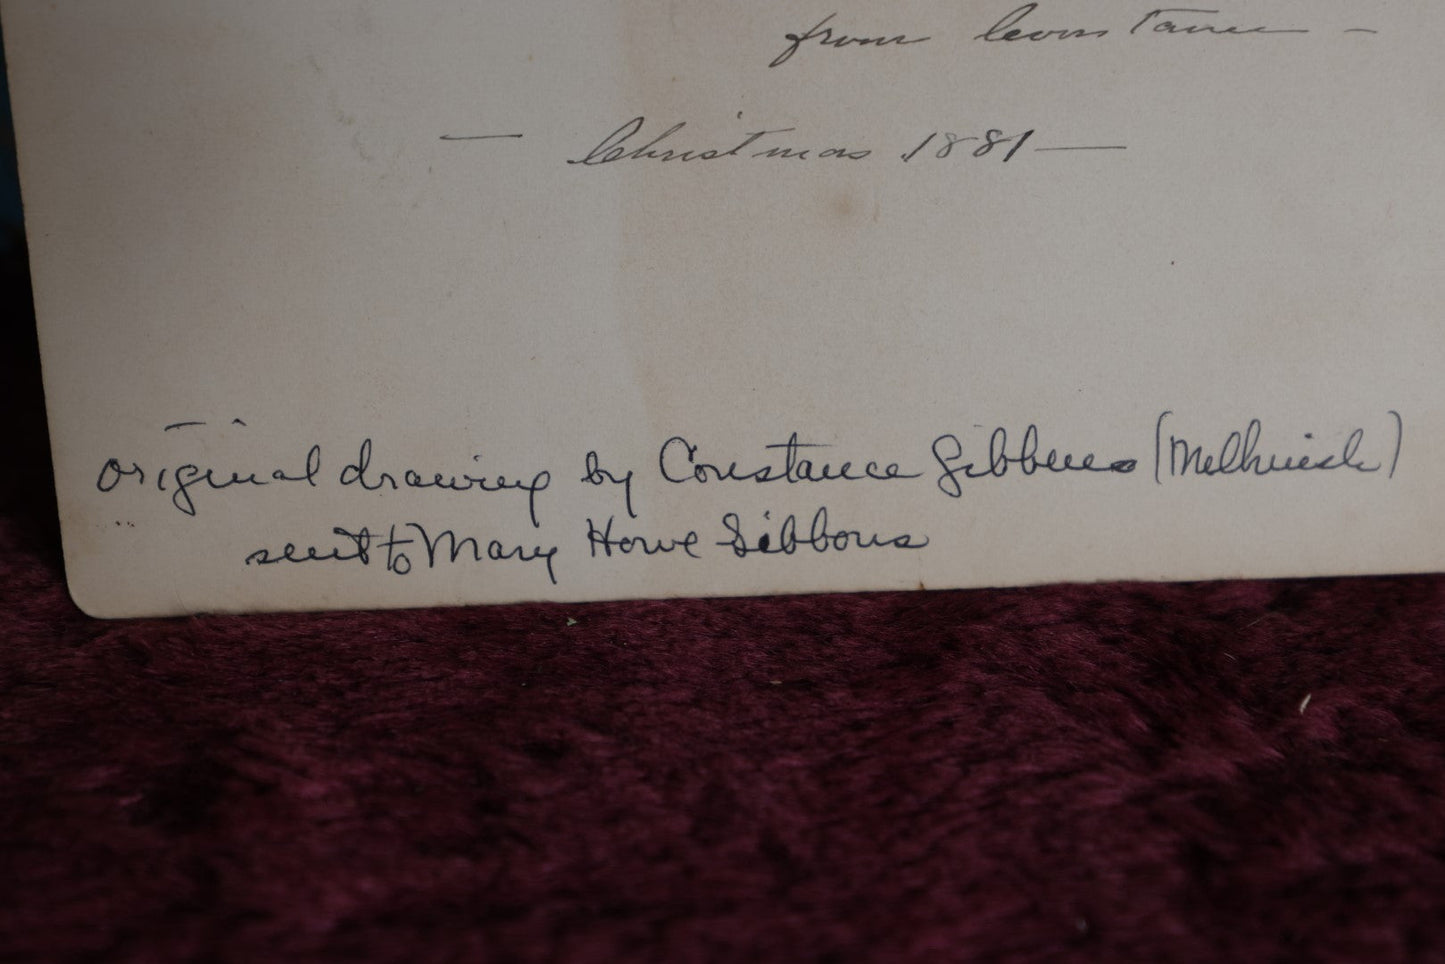 from Constance -
— Christmas 1881 —
original drawing by Constance Gibbons (Melhuish)
sent to Mary Howe Gibbons